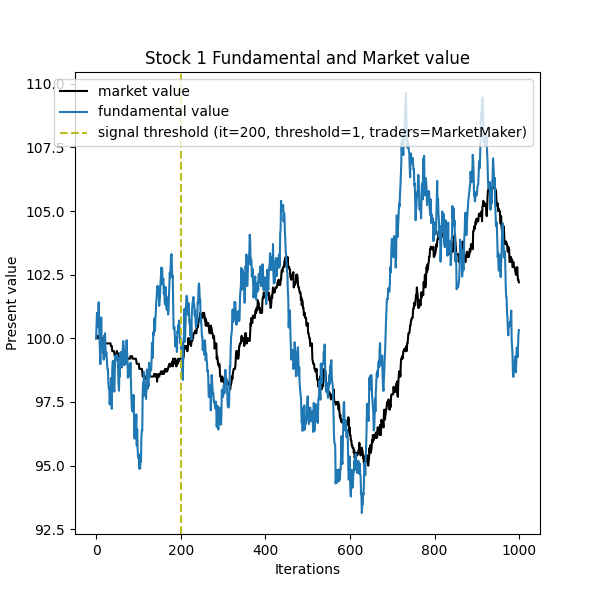 Stock 1 Fundamental and Market value
market value
fundamental value
signal threshold (it=200, threshold=1, traders=MarketMaker)
110.0
107.5
105.0
102.5
100.0
97.5
95.0
92.5
Present value
0 200 400 600 800 1000
Iterations